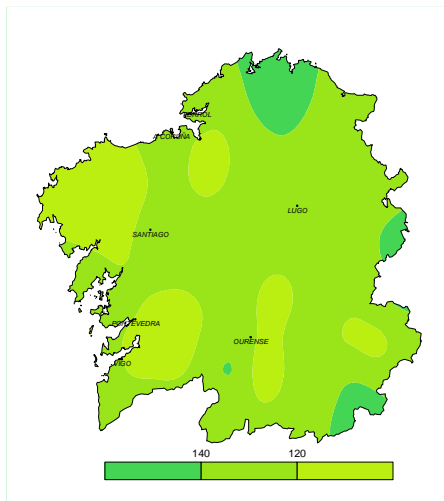 FERROL
A CORUÑA
LUGO
SANTIAGO
PONTEVEDRA
OURENSE
VIGO
140 120